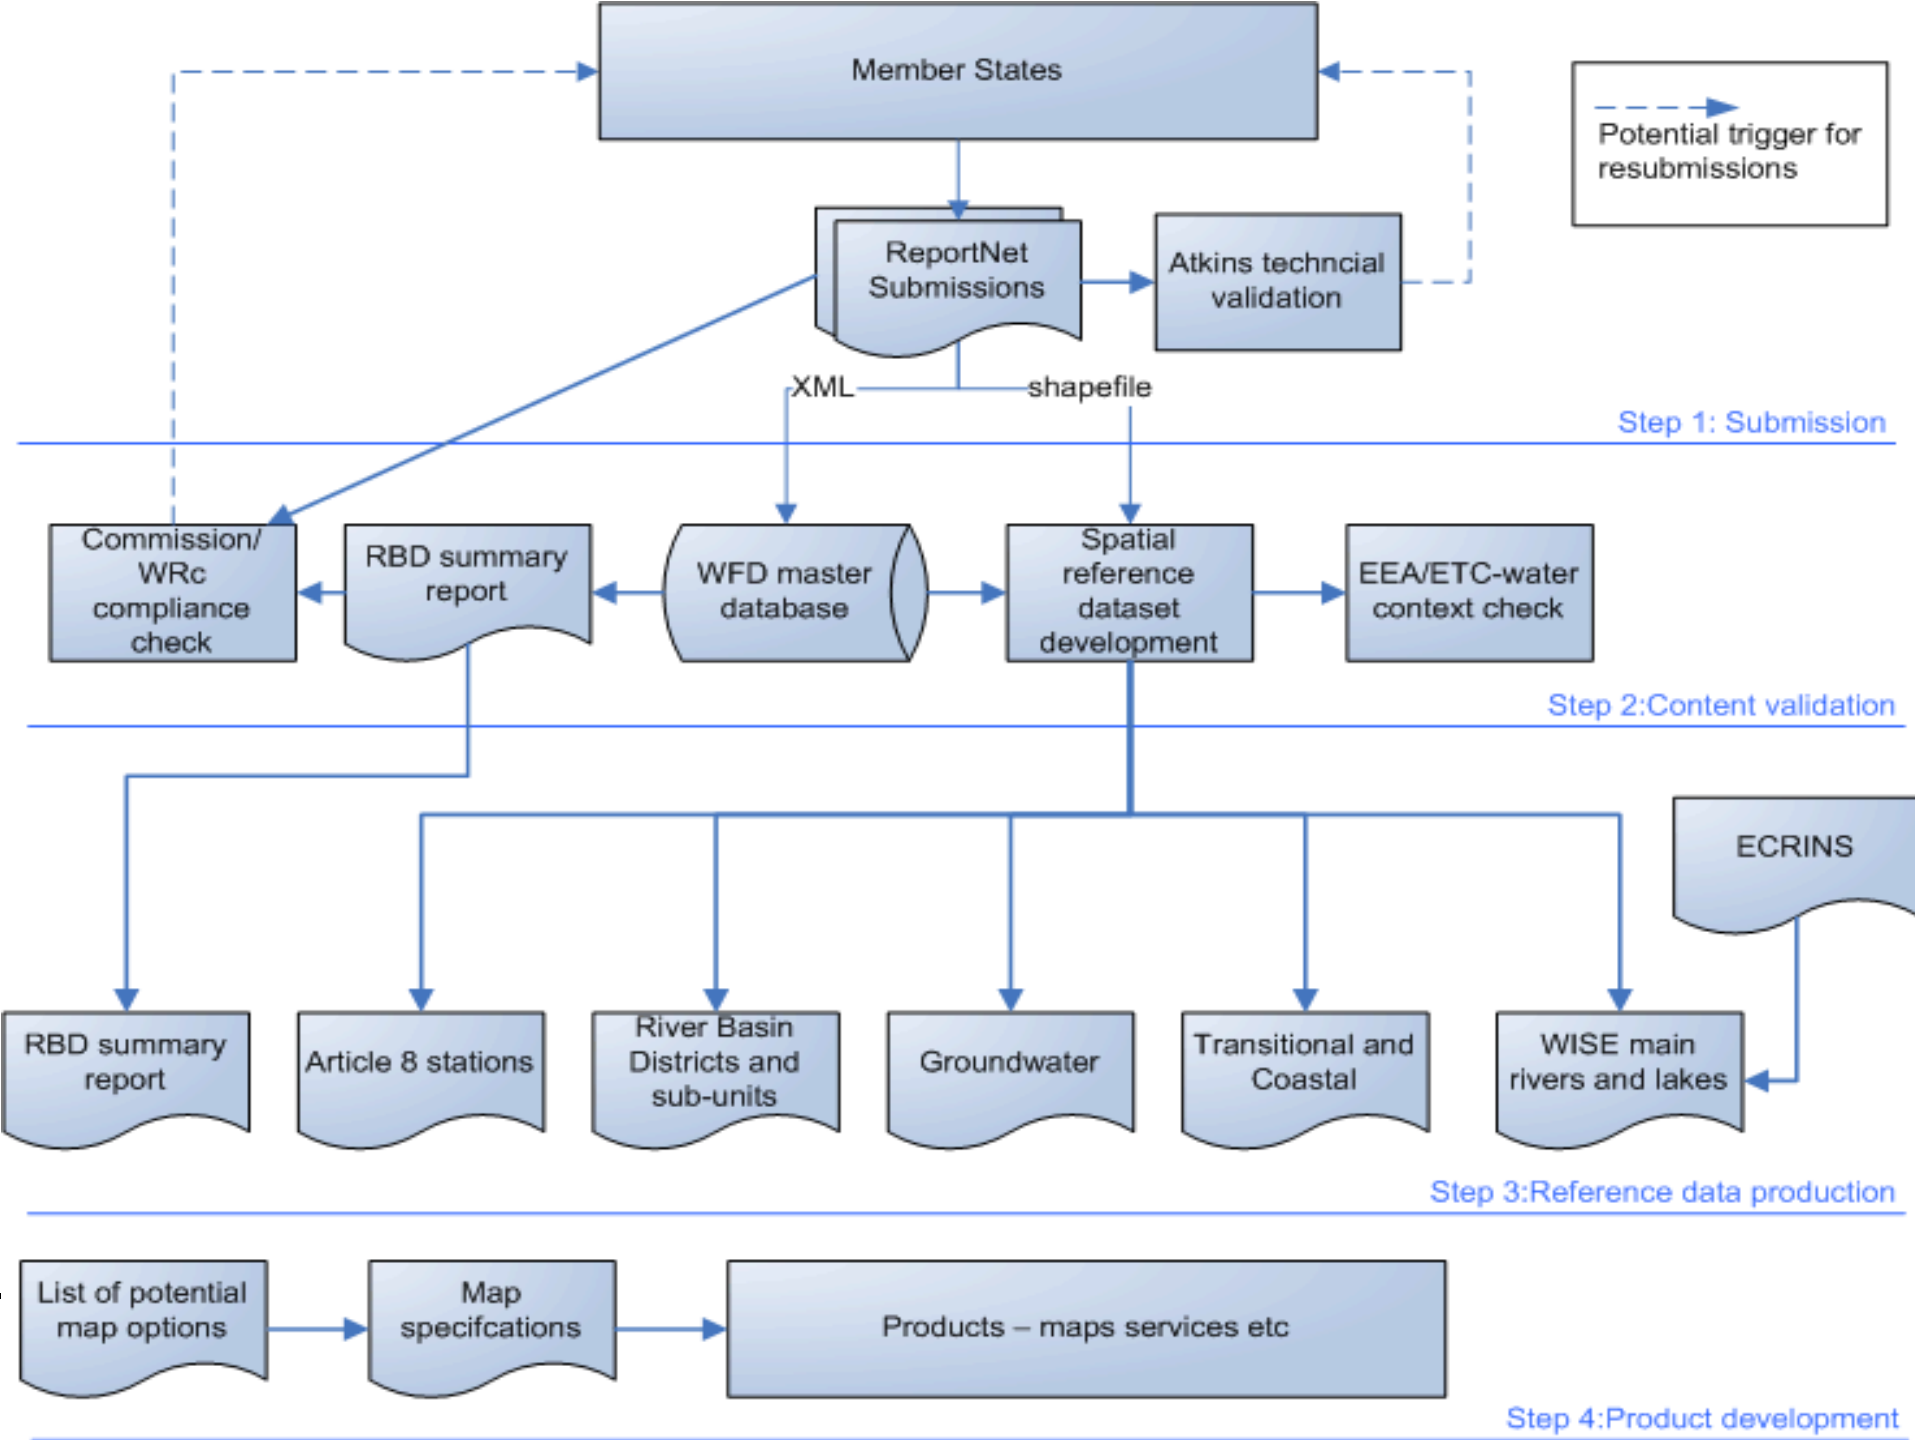 Member States
Potential trigger for
resubmissions
ReportNet
Submissions
Atkins techncial
validation
XML
shapefile
Step 1: Submission
Commission/
WRc
compliance
check
RBD summary
report
WFD master
database
Spatial
reference
dataset
development
EEA/ETC-water
context check
Step 2:Content validation
ECRINS
RBD summary
report
Article 8 stations
River Basin
Districts and
sub-units
Groundwater
Transitional and
Coastal
WISE main
rivers and lakes
Step 3:Reference data production
List of potential
map options
Map
specifcations
Products – maps services etc
Step 4:Product development